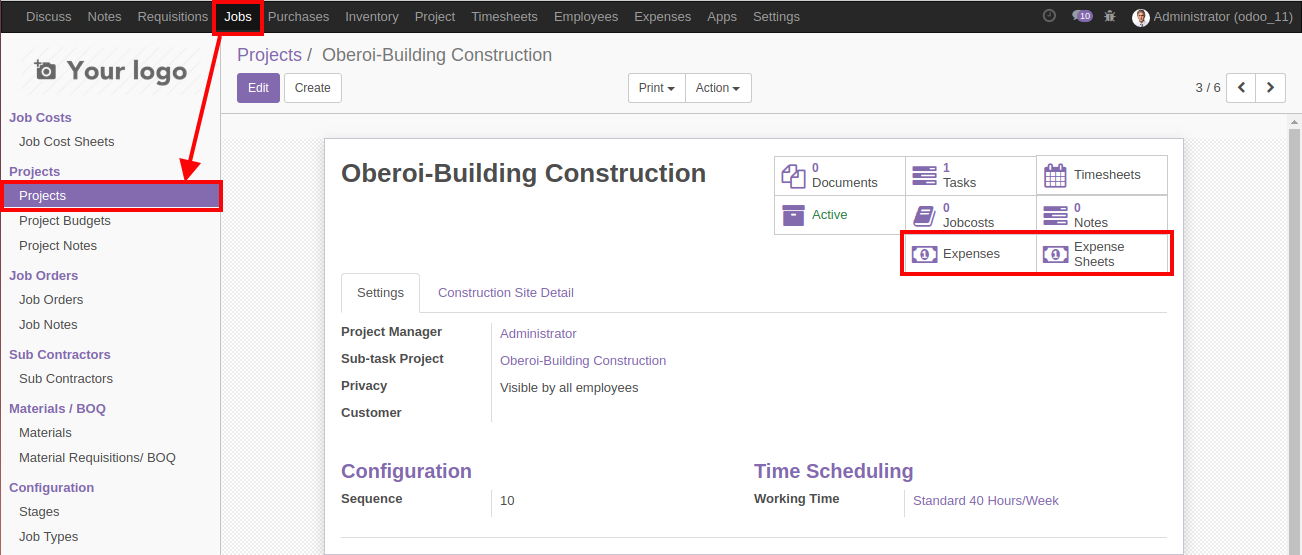 Discuss Notes Requisitions Jobs Purchases Inventory Project Timesheets Employees Expenses Apps Settings 10 Administrator (odoo_11)
Your logo
Projects / Oberoi-Building Construction
Edit Create Print Action 3 / 6
Job Costs
Job Cost Sheets
Projects
Projects
Project Budgets
Project Notes
Job Orders
Job Orders
Job Notes
Sub Contractors
Sub Contractors
Materials / BOQ
Materials
Material Requisitions/ BOQ
Configuration
Stages
Job Types
Oberoi-Building Construction
0
Documents
1
Tasks
Timesheets
Active
0
Jobcosts
0
Notes
1
Expenses
1
Expense
Sheets
Settings Construction Site Detail
Project Manager Administrator
Sub-task Project Oberoi-Building Construction
Privacy Visible by all employees
Customer
Configuration
Sequence 10
Time Scheduling
Working Time Standard 40 Hours/Week